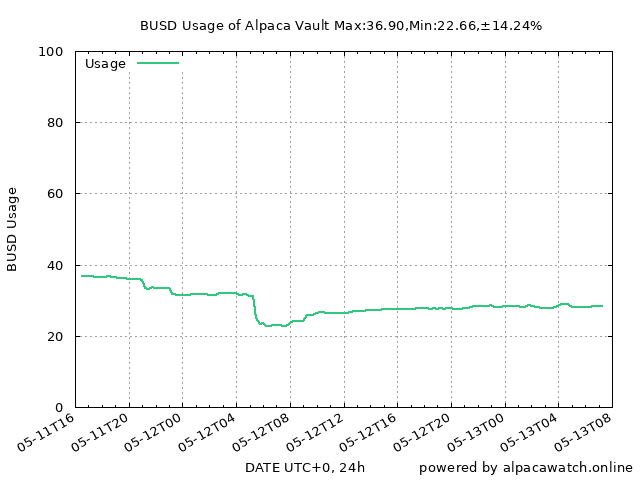 BUSD Usage of Alpaca Vault Max:36.90,Min:22.66,±14.24%
Usage
100
80
60
40
20
0
BUSD Usage
05-11T16 05-11T20 05-12T00 05-12T04 05-12T08 05-12T12 05-12T16 05-12T20 05-13T00 05-13T04 05-13T08
DATE UTC+0, 24h powered by alpacawatch.online